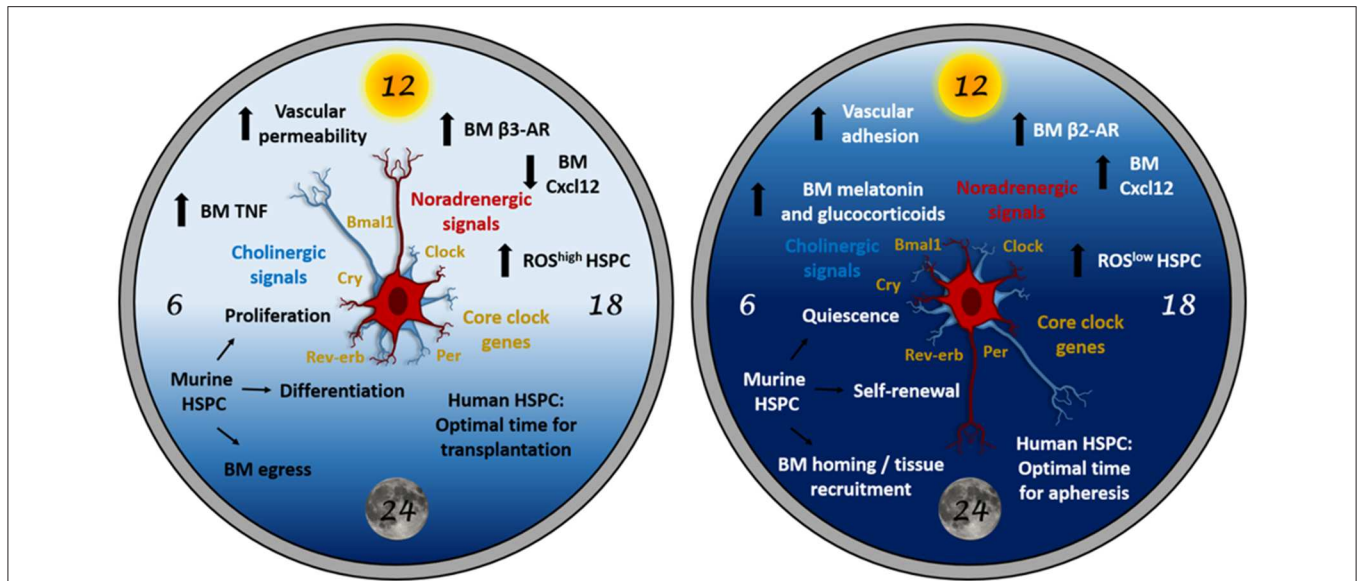 12
Vascular
permeability
BM β3-AR
BM
Cxcl12
BM TNF
Noradrenergic
signals
Bmal1
Cholinergic
signals
Clock
ROShigh HSPC
Cry
6
18
Proliferation
Core clock
genes
Rev-erb
Per
Murine
HSPC
Differentiation
Human HSPC:
Optimal time for
transplantation
BM egress
24
12
Vascular
adhesion
BM β2-AR
BM
Cxcl12
BM melatonin
and glucocorticoids
Noradrenergic
signals
Cholinergic
signals
Bmal1
Clock
ROSlow HSPC
Cry
6
18
Quiescence
Core clock
genes
Rev-erb
Per
Murine
HSPC
Self-renewal
Human HSPC:
Optimal time
for apheresis
BM homing / tissue
recruitment
24